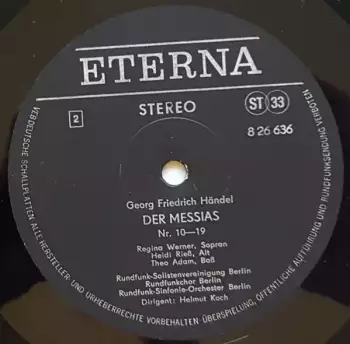 ETERNA
STEREO
2
ST 33
8 26 636
Georg Friedrich Händel
DER MESSIAS
Nr. 10—19
Regina Werner, Sopran
Heidi Rieß, Alt
Theo Adam, Baß
Rundfunk-Solistenvereinigung Berlin
Rundfunkchor Berlin
Rundfunk-Sinfonie-Orchester Berlin
Dirigent: Helmut Koch
VEB DEUTSCHE SCHALLPLATTEN ALLE HERSTELLER- UND URHEBERRECHTE VORBEHALTEN ÜBERSPIELUNG, ÖFFENTLICHE AUFFÜHRUNG UND RUNDFUNKSENDUNG VERBOTEN